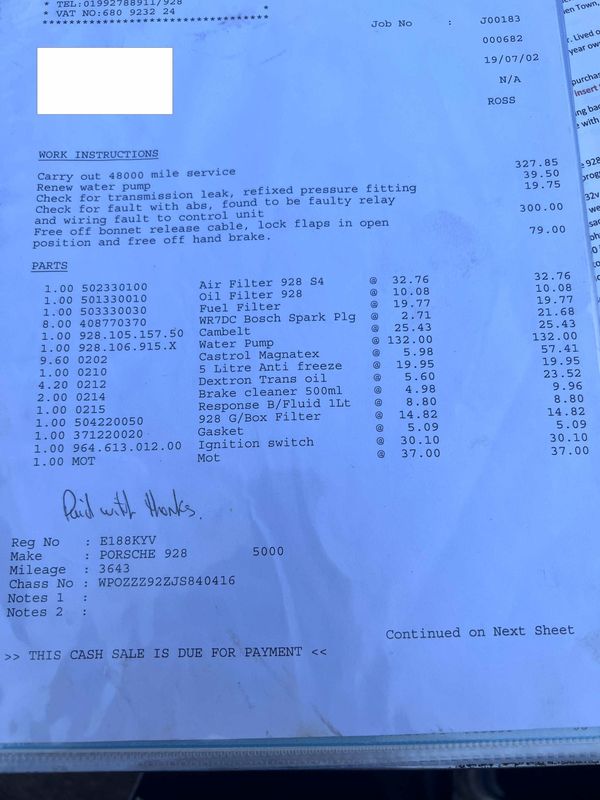 * TEL:01992788911/928
* VAT NO:680 9232 24 *
************************
Job No : J00183
000682
19/07/02
N/A
ROSS
WORK INSTRUCTIONS
Carry out 48000 mile service 327.85
Renew water pump 39.50
Check for transmission leak, refixed pressure fitting 19.75
Check for fault with abs, found to be faulty relay
and wiring fault to control unit 300.00
Free off bonnet release cable, lock flaps in open
position and free off hand brake. 79.00
PARTS
1.00 502330100 Air Filter 928 S4 @ 32.76 32.76
1.00 501330010 Oil Filter 928 @ 10.08 10.08
1.00 503330030 Fuel Filter @ 19.77 19.77
8.00 408770370 WR7DC Bosch Spark Plg @ 2.71 21.68
1.00 928.105.157.50 Cambelt @ 25.43 25.43
1.00 928.106.915.X Water Pump @ 132.00 132.00
9.60 0202 Castrol Magnatex @ 5.98 57.41
1.00 0210 5 Litre Anti freeze @ 19.95 19.95
4.20 0212 Dextron Trans oil @ 5.60 23.52
2.00 0214 Brake cleaner 500ml @ 4.98 9.96
1.00 0215 Response B/Fluid 1Lt @ 8.80 8.80
1.00 504220050 928 G/Box Filter @ 14.82 14.82
1.00 371220020 Gasket @ 5.09 5.09
1.00 964.613.012.00 Ignition switch @ 30.10 30.10
1.00 MOT Mot @ 37.00 37.00
Paid with thanks.
Reg No : E188KYV
Make : PORSCHE 928 5000
Mileage : 3643
Chass No : WPOZZZ92ZJS840416
Notes 1 :
Notes 2 :
Continued on Next Sheet
>> THIS CASH SALE IS DUE FOR PAYMENT <<